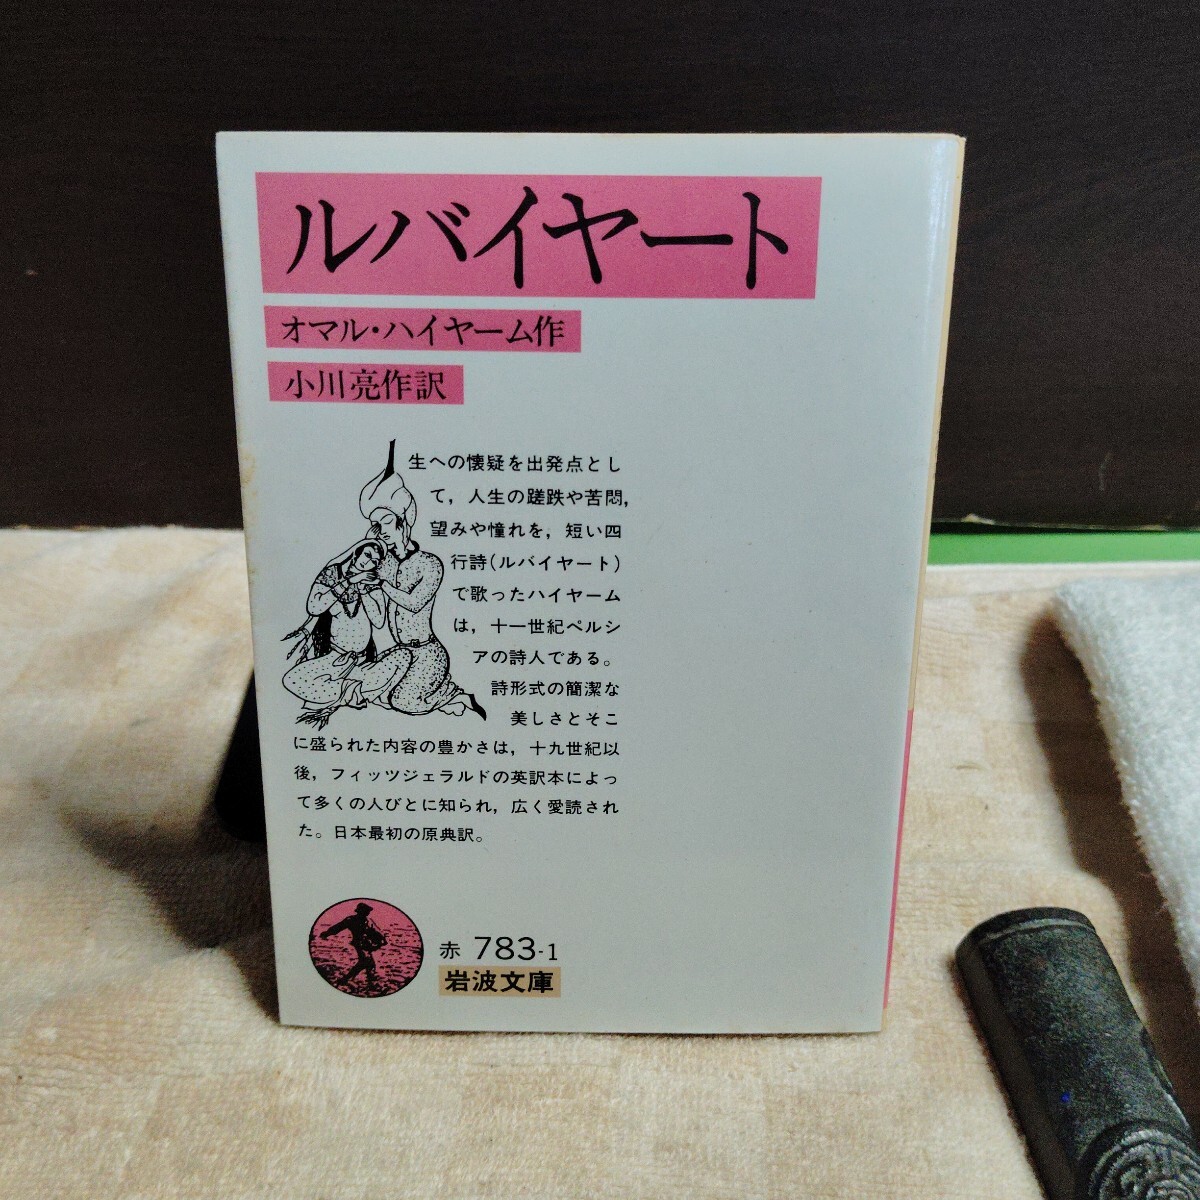 ルバイヤート
オマル・ハイヤーム作
小川亮作訳
生への懐疑を出発点とし
て，人生の蹉跌や苦悶，
望みや憧れを，短い四
行詩（ルバイヤート）
で歌ったハイヤーム
は，十一世紀ペルシ
アの詩人である。
詩形式の簡潔な
美しさとそこ
に盛られた内容の豊かさは，十九世紀以
後，フィッツジェラルドの英訳本によっ
て多くの人びとに知られ，広く愛読され
た。日本最初の原典訳。
赤 783-1
岩波文庫